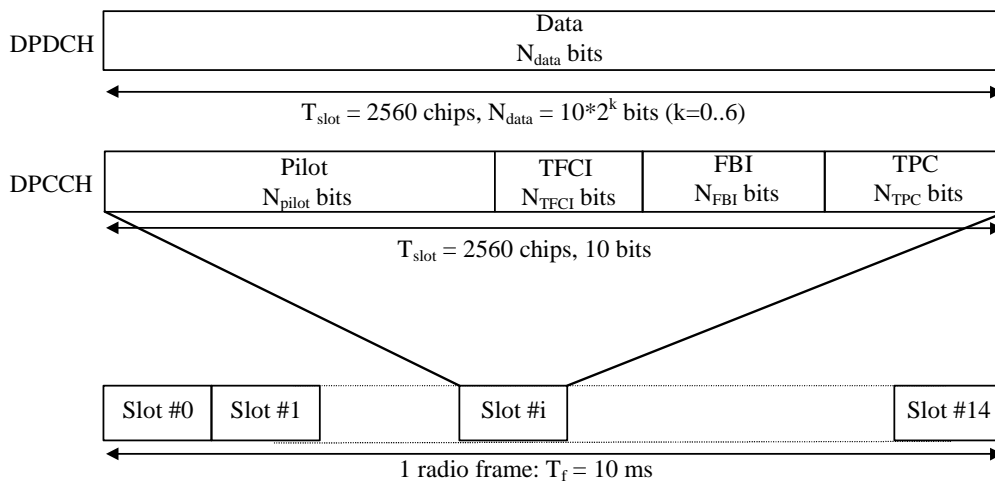 Data
DPDCH
N_data bits
T_slot = 2560 chips, N_data = 10*2^k bits (k=0..6)
DPCCH
Pilot TFCI FBI TPC
N_pilot bits N_TFCI bits N_FBI bits N_TPC bits
T_slot = 2560 chips, 10 bits
Slot #0 Slot #1 Slot #i Slot #14
1 radio frame: T_f = 10 ms